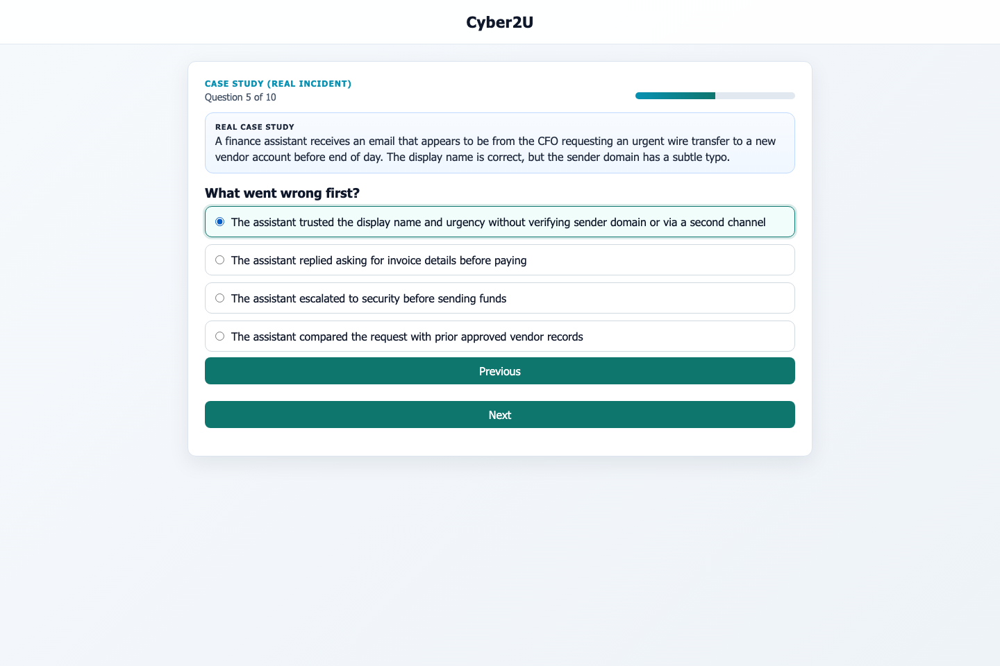 Cyber2U
CASE STUDY (REAL INCIDENT)
Question 5 of 10
REAL CASE STUDY
A finance assistant receives an email that appears to be from the CFO requesting an urgent wire transfer to a new
vendor account before end of day. The display name is correct, but the sender domain has a subtle typo.
What went wrong first?
The assistant trusted the display name and urgency without verifying sender domain or via a second channel
The assistant replied asking for invoice details before paying
The assistant escalated to security before sending funds
The assistant compared the request with prior approved vendor records
Previous
Next